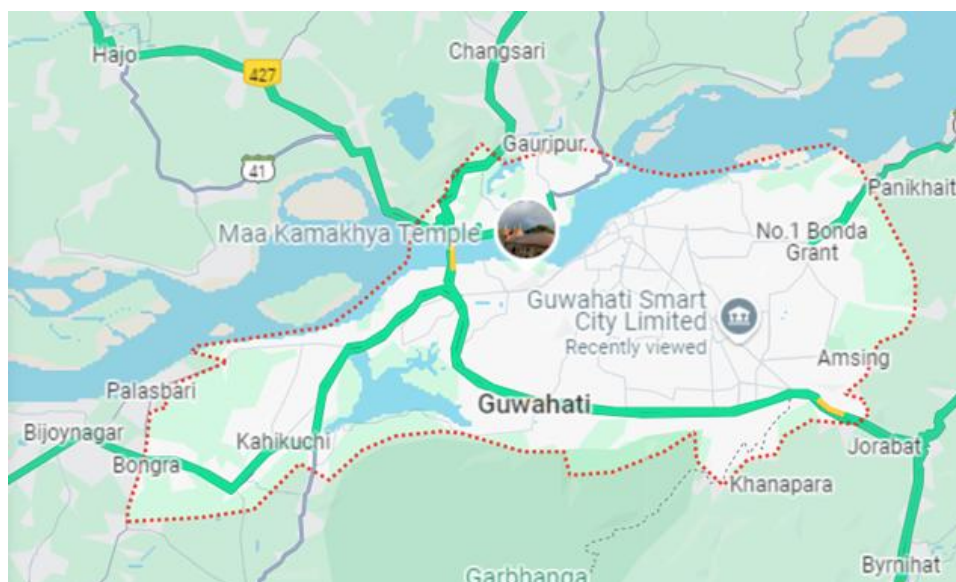 Changsari
Hajo
427
Gauripur
41
Panikhait
Maa Kamakhya Temple
No.1 Bonda
Grant
Guwahati Smart
City Limited
Recently viewed
Amsing
Palasbari
Guwahati
Bijoynagar
Kahikuchi
Jorabat
Bongra
Khanapara
Byrnihat
Garbhanga